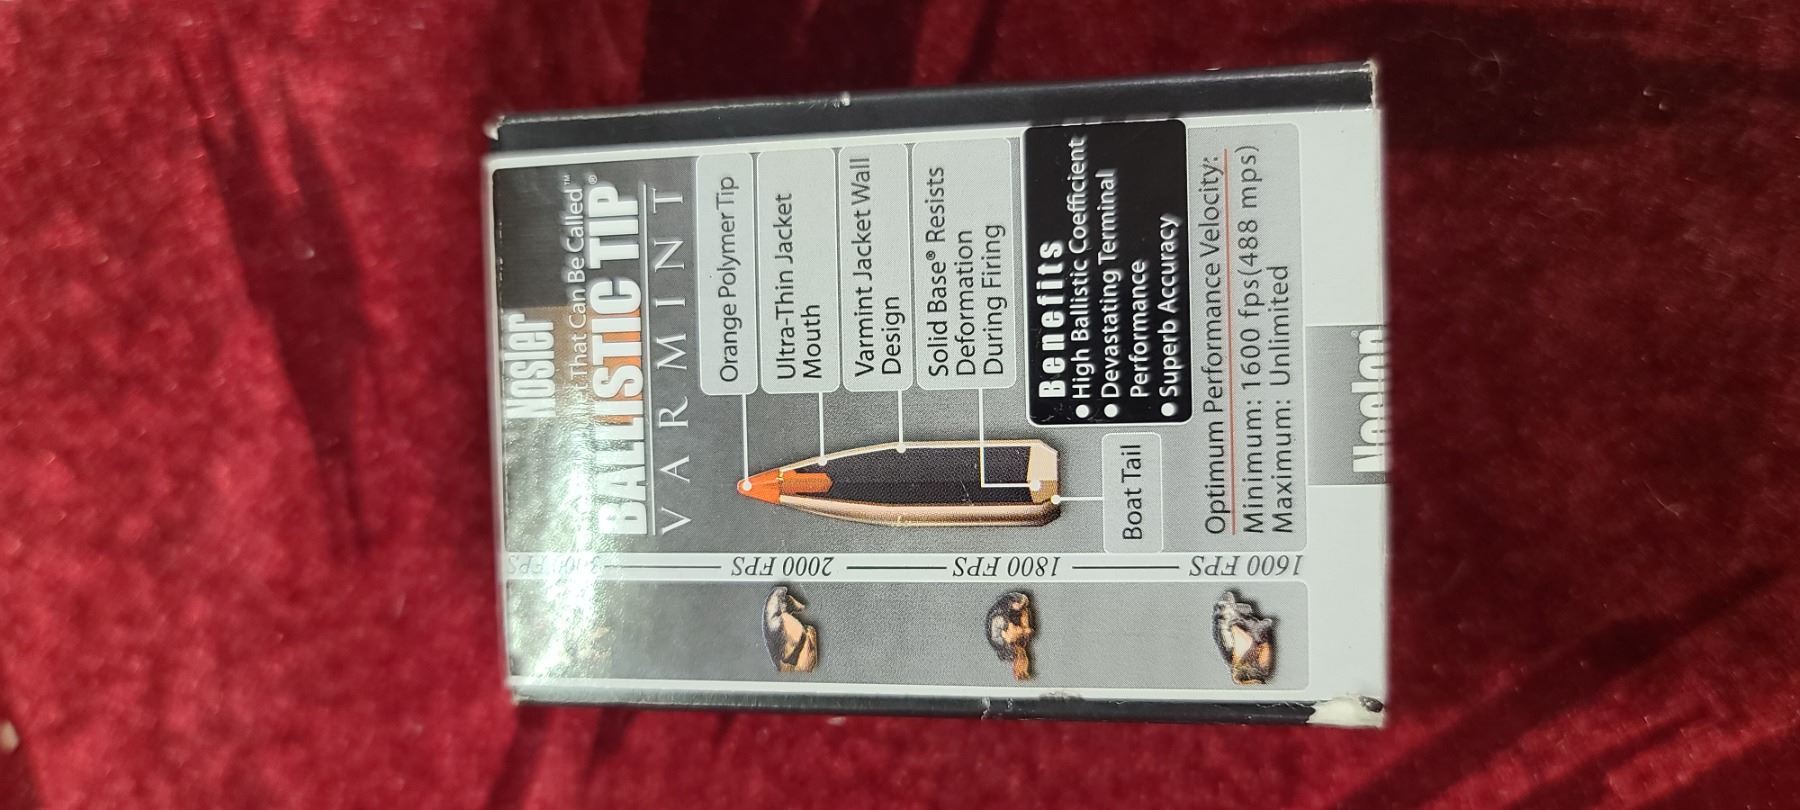 Nosler
That Can Be Called™
BALLISTIC TIP®
VARMINT
Orange Polymer Tip
Ultra-Thin Jacket
Mouth
Varmint Jacket Wall
Design
Solid Base® Resists
Deformation
During Firing
Benefits
• High Ballistic Coefficient
• Devastating Terminal
Performance
• Superb Accuracy
Boat Tail
Optimum Performance Velocity:
Minimum: 1600 fps(488 mps)
Maximum: Unlimited
FPS
2000 FPS
1800 FPS
1600 FPS
Nosler®